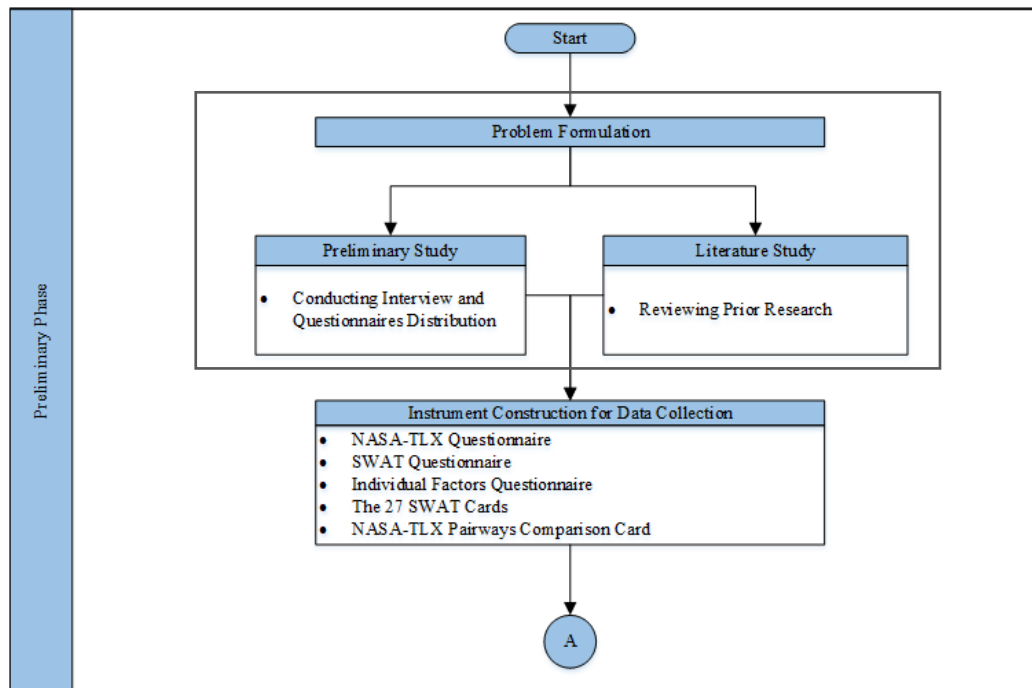 Preliminary Phase
Start
Problem Formulation
Preliminary Study
• Conducting Interview and
Questionnaires Distribution
Literature Study
• Reviewing Prior Research
Instrument Construction for Data Collection
• NASA-TLX Questionnaire
• SWAT Questionnaire
• Individual Factors Questionnaire
• The 27 SWAT Cards
• NASA-TLX Pairways Comparison Card
A